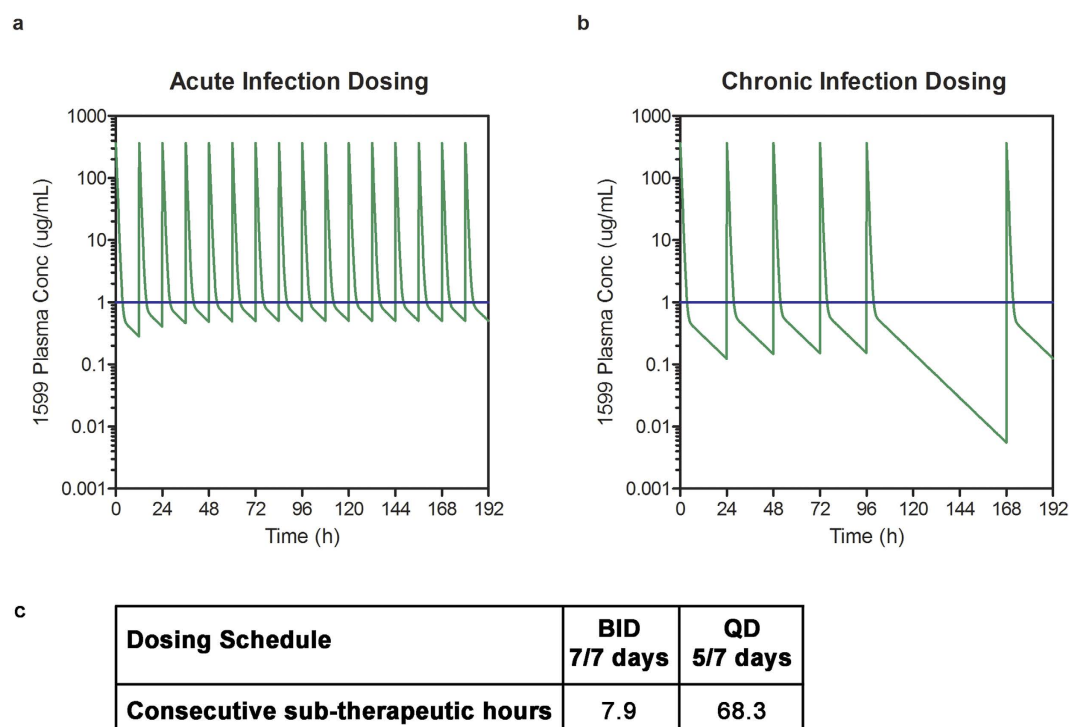 a
b
Acute Infection Dosing
Chronic Infection Dosing
1599 Plasma Conc (ug/mL)
1000
100
10
1
0.1
0.01
0.001
0 24 48 72 96 120 144 168 192
Time (h)
1599 Plasma Conc (ug/mL)
1000
100
10
1
0.1
0.01
0.001
0 24 48 72 96 120 144 168 192
Time (h)
c
Dosing Schedule
BID
7/7 days
QD
5/7 days
Consecutive sub-therapeutic hours 7.9 68.3